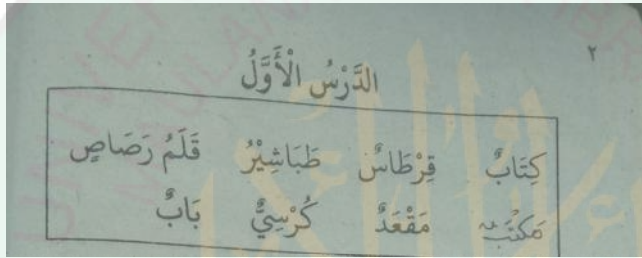 ٢
الدَّرْسُ الْأَوَّلُ
كِتَابٌ قِرْطَاسٌ طَبَاشِيْرُ قَلَمُ رَصَاصٍ
مَكْتَبٌ مَقْعَدٌ كُرْسِيٌّ بَابٌ